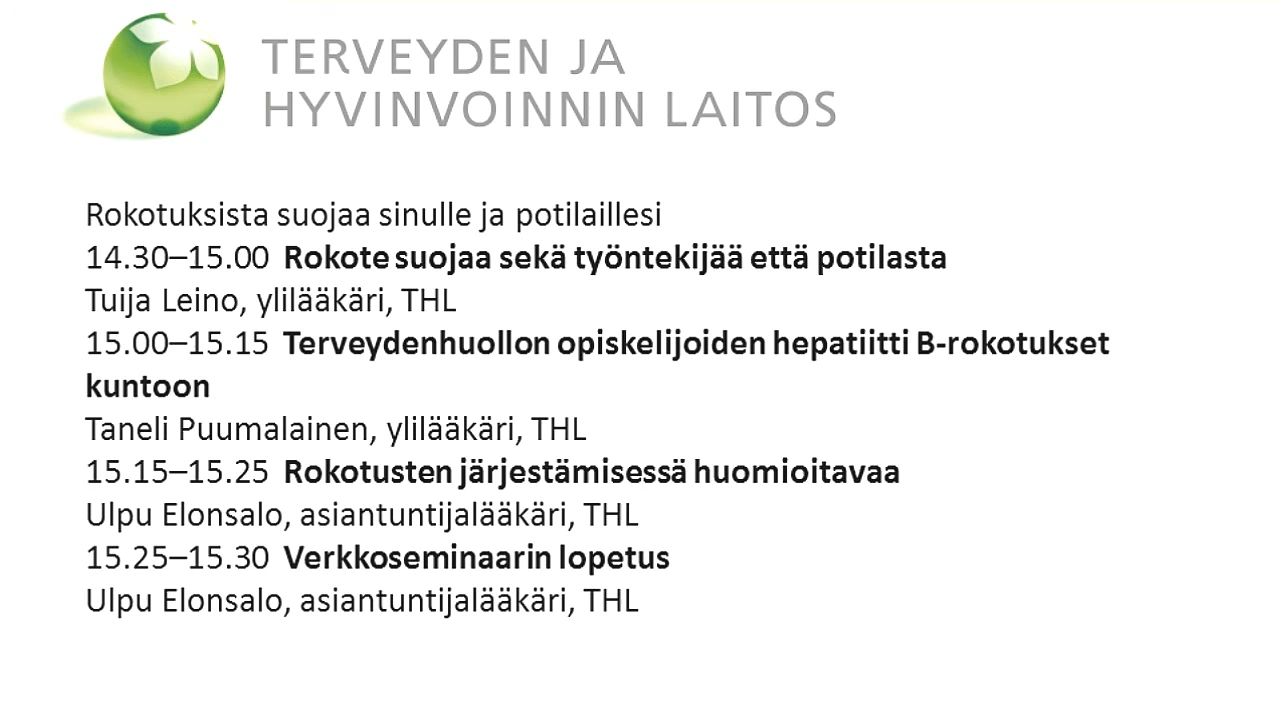 TERVEYDEN JA
HYVINVOINNIN LAITOS
Rokotuksista suojaa sinulle ja potilaillesi
14.30–15.00 Rokote suojaa sekä työntekijää että potilasta
Tuija Leino, ylilääkäri, THL
15.00–15.15 Terveydenhuollon opiskelijoiden hepatiitti B-rokotukset
kuntoon
Taneli Puumalainen, ylilääkäri, THL
15.15–15.25 Rokotusten järjestämisessä huomioitavaa
Ulpu Elonsalo, asiantuntijalääkäri, THL
15.25–15.30 Verkkoseminaarin lopetus
Ulpu Elonsalo, asiantuntijalääkäri, THL